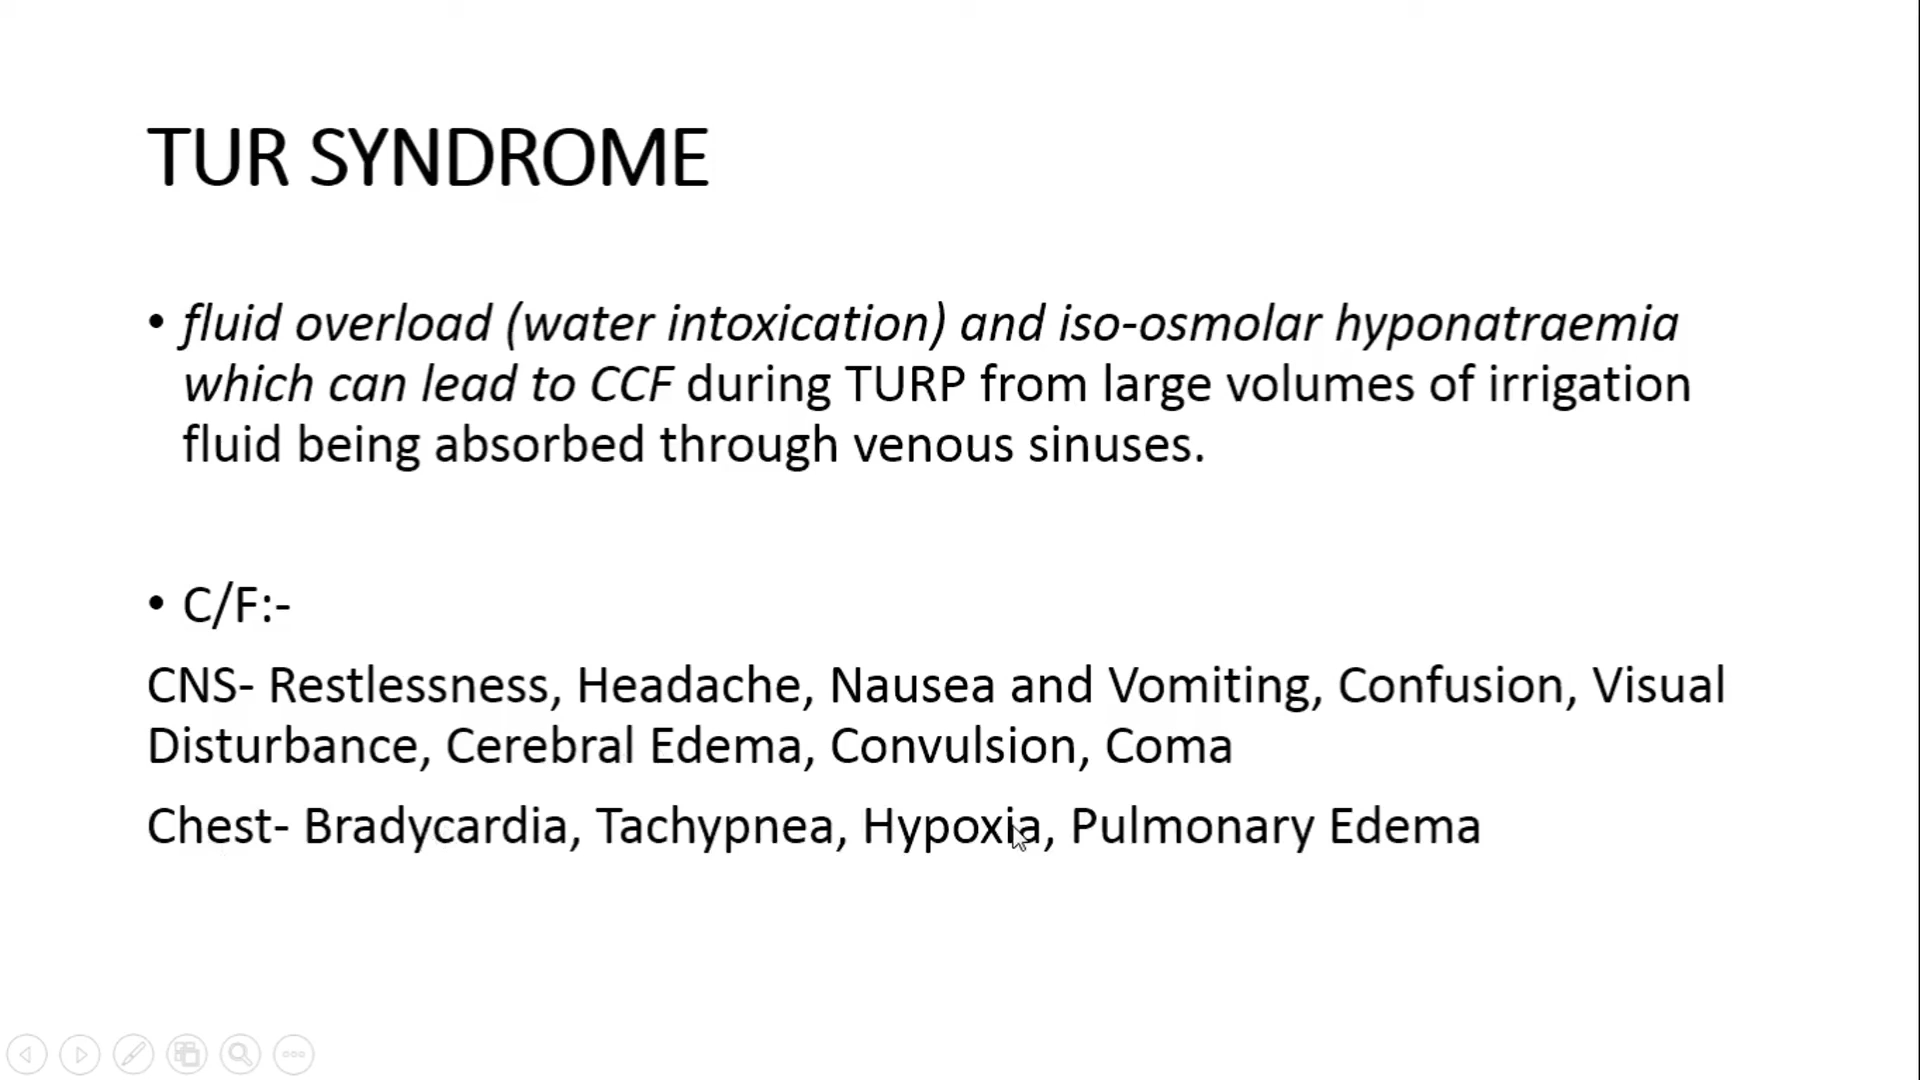 TUR SYNDROME
• fluid overload (water intoxication) and iso-osmolar hyponatraemia
which can lead to CCF during TURP from large volumes of irrigation
fluid being absorbed through venous sinuses.
• C/F:-
CNS- Restlessness, Headache, Nausea and Vomiting, Confusion, Visual
Disturbance, Cerebral Edema, Convulsion, Coma
Chest- Bradycardia, Tachypnea, Hypoxia, Pulmonary Edema